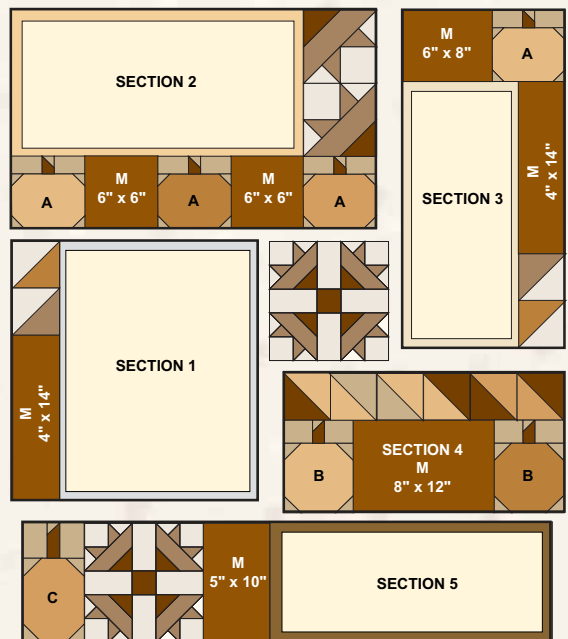 SECTION 2
A
M
6" x 6"
A
M
6" x 6"
A
M
6" x 8"
A
SECTION 3
M
4" x 14"
SECTION 1
M
4" x 14"
SECTION 4
M
8" x 12"
B
B
C
M
5" x 10"
SECTION 5